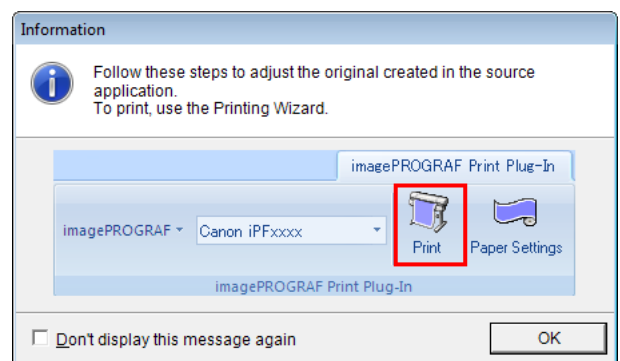 Information
Follow these steps to adjust the original created in the source
application.
To print, use the Printing Wizard.
imagePROGRAF Print Plug-In
imagePROGRAF
Canon iPFxxxx
Print
Paper Settings
imagePROGRAF Print Plug-In
Don't display this message again
OK